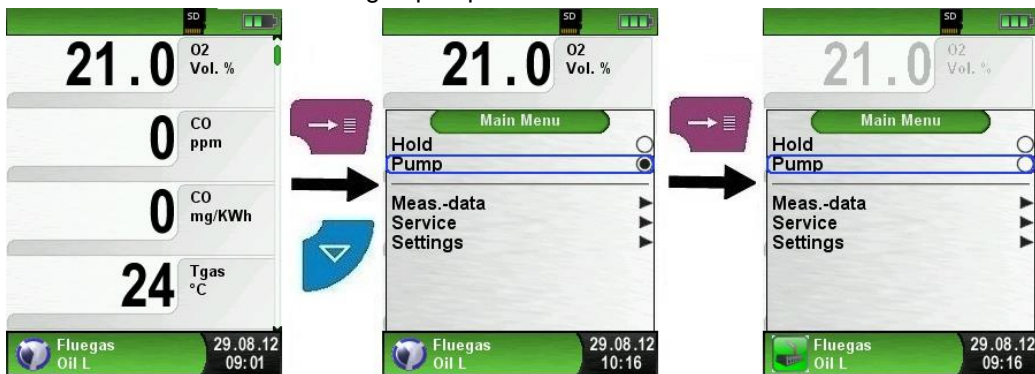 SD
21.0 O2 Vol. %
0 CO ppm
0 CO mg/KWh
24 Tgas °C
Fluegas 29.08.12
Oil L 09:01
SD
21.0 O2 Vol. %
Main Menu
Hold
Pump
Meas.-data
Service
Settings
Fluegas 29.08.12
Oil L 10:16
SD
21.0 O2 Vol. %
Main Menu
Hold
Pump
Meas.-data
Service
Settings
Fluegas 29.08.12
Oil L 09:16